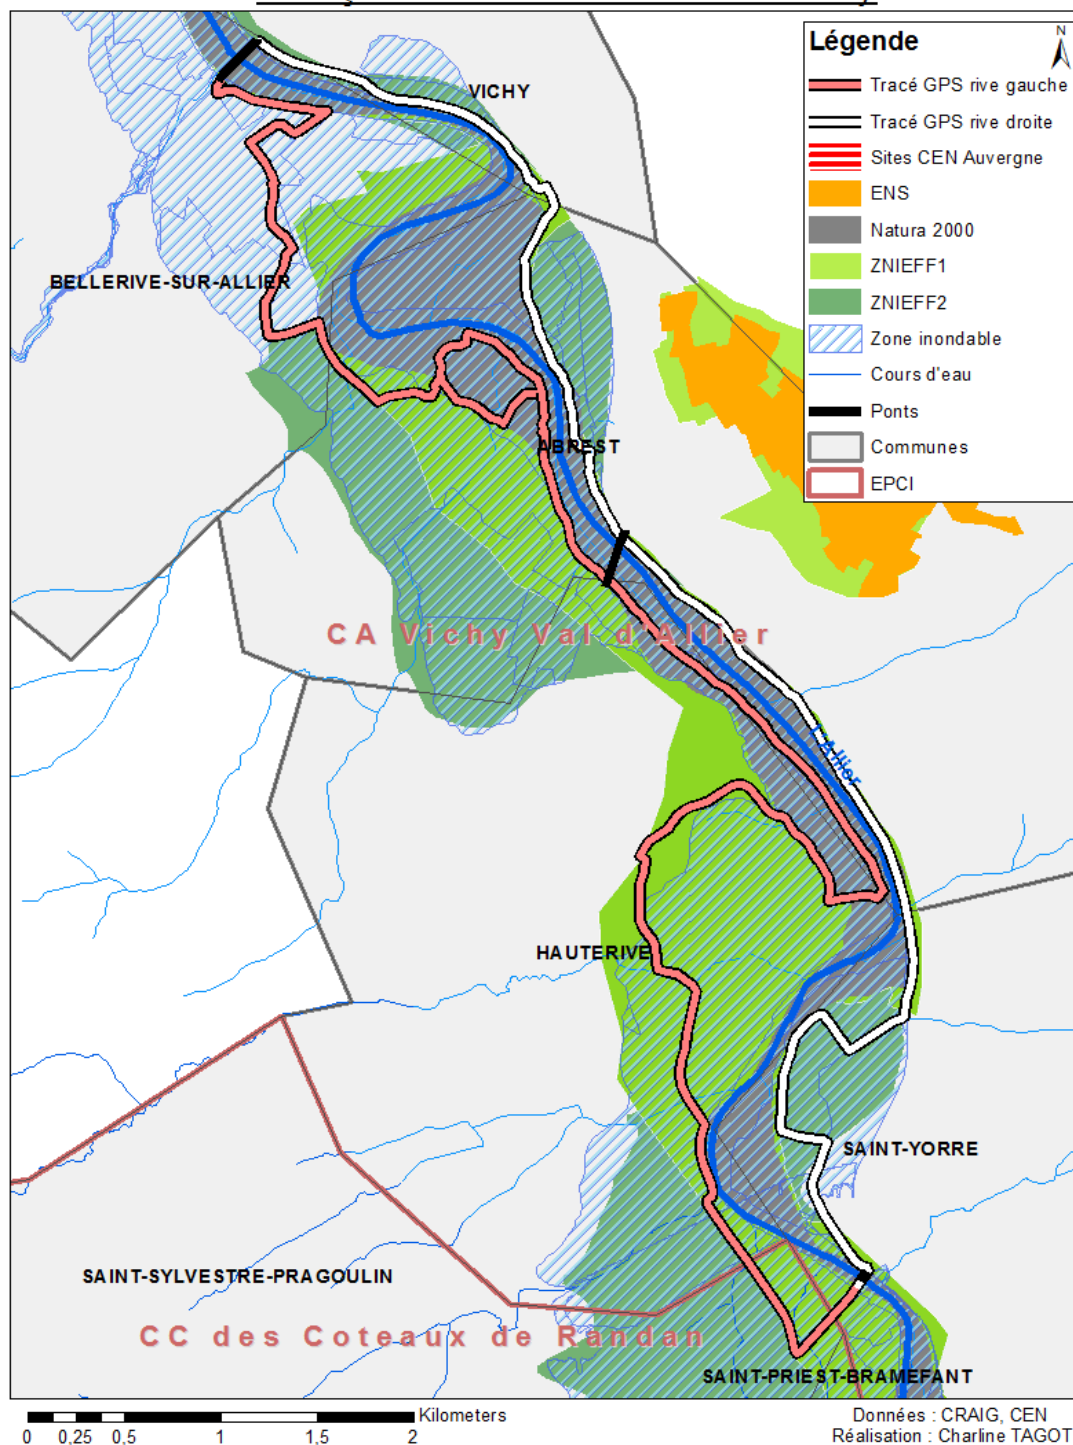 Légende
N
Tracé GPS rive gauche
Tracé GPS rive droite
Sites CEN Auvergne
ENS
Natura 2000
ZNIEFF1
ZNIEFF2
Zone inondable
Cours d'eau
Ponts
Communes
EPCI
VICHY
BELLERIVE-SUR-ALLIER
ABREST
CA Vichy Val d'Allier
L'Allier
HAUTERIVE
SAINT-YORRE
SAINT-SYLVESTRE-PRAGOULIN
CC des Coteaux de Randan
SAINT-PRIEST-BRAMEFANT
Kilometers
0 0,25 0,5 1 1,5 2
Données : CRAIG, CEN
Réalisation : Charline TAGOT